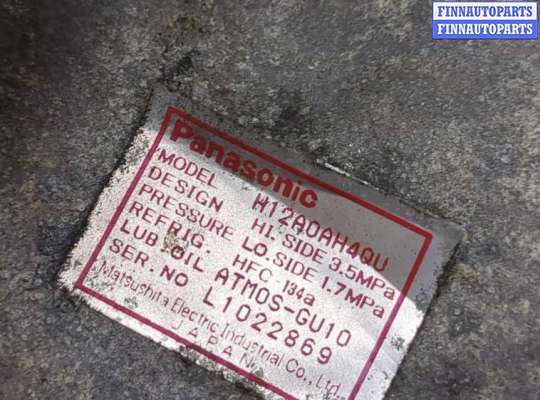 FINNAUTOPARTS
FINNAUTOPARTS
Panasonic
MODEL H12A0AH4QU
DESIGN HI. SIDE 3.5MPa
PRESSURE LO. SIDE 1.7MPa
REFRIG HFC-134a
LUB. OIL ATMOS-GU10
SER. NO L1022869
Matsushita Electric Industrial Co., Ltd.
JAPAN